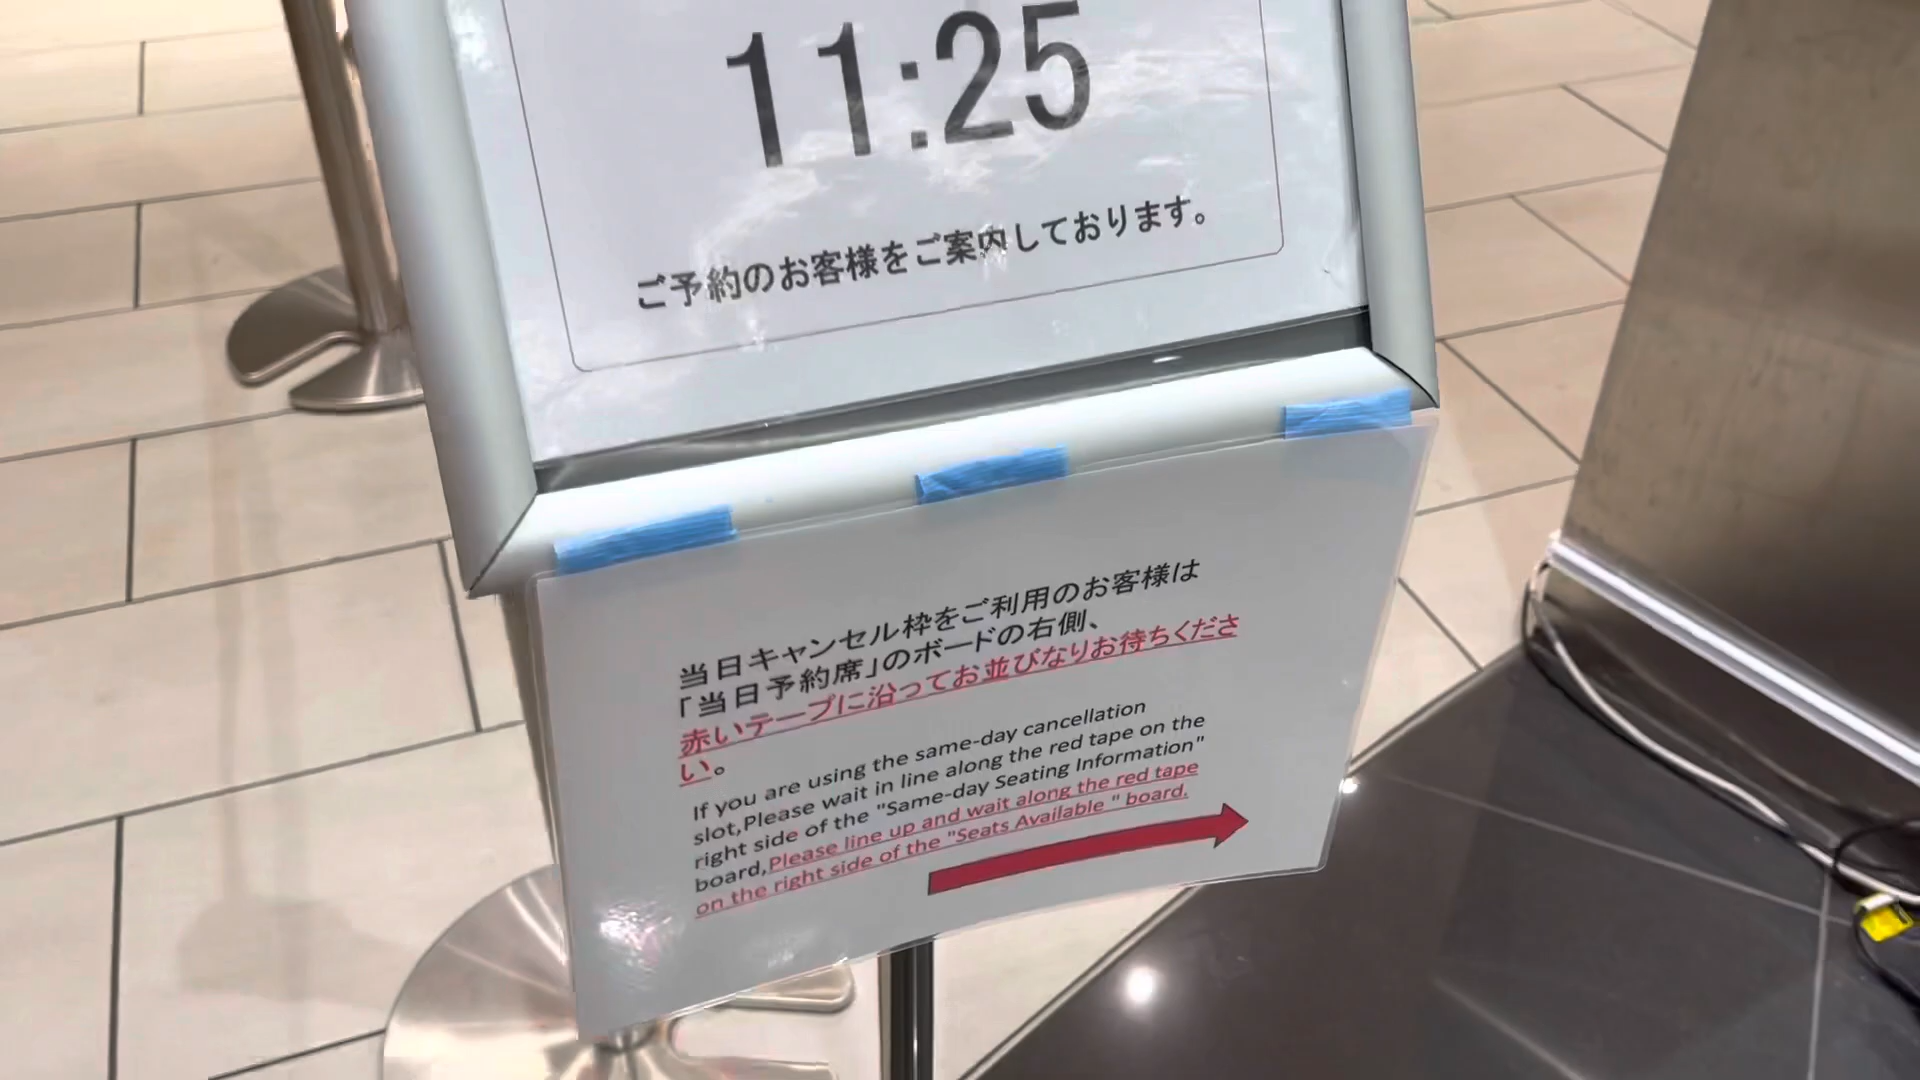 11:25
ご予約のお客様をご案内しております。
当日キャンセル枠をご利用のお客様は
「当日予約席」のボードの右側、
赤いテープに沿ってお並びなりお待ちくださ
い。
If you are using the same-day cancellation
slot,Please wait in line along the red tape on the
right side of the "Same-day Seating Information"
board,Please line up and wait along the red tape
on the right side of the "Seats Available " board.